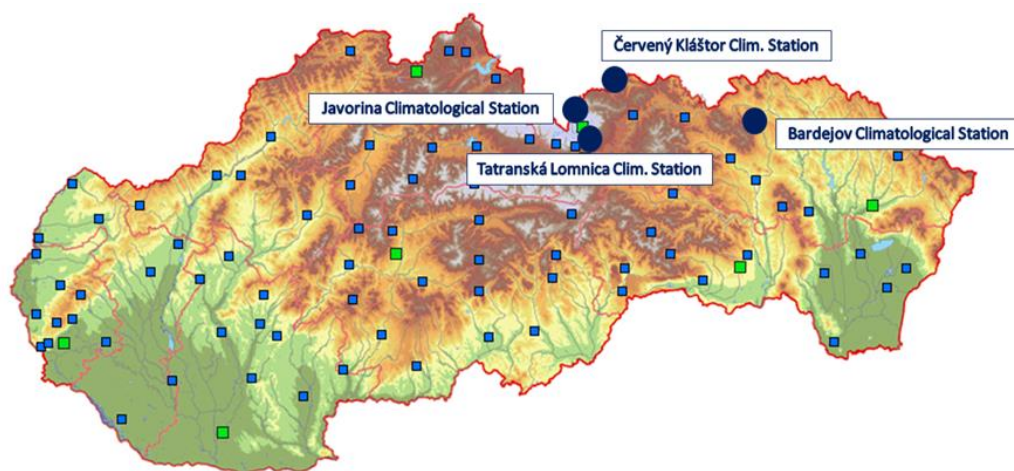 Červený Kláštor Clim. Station
Javorina Climatological Station
Bardejov Climatological Station
Tatranská Lomnica Clim. Station